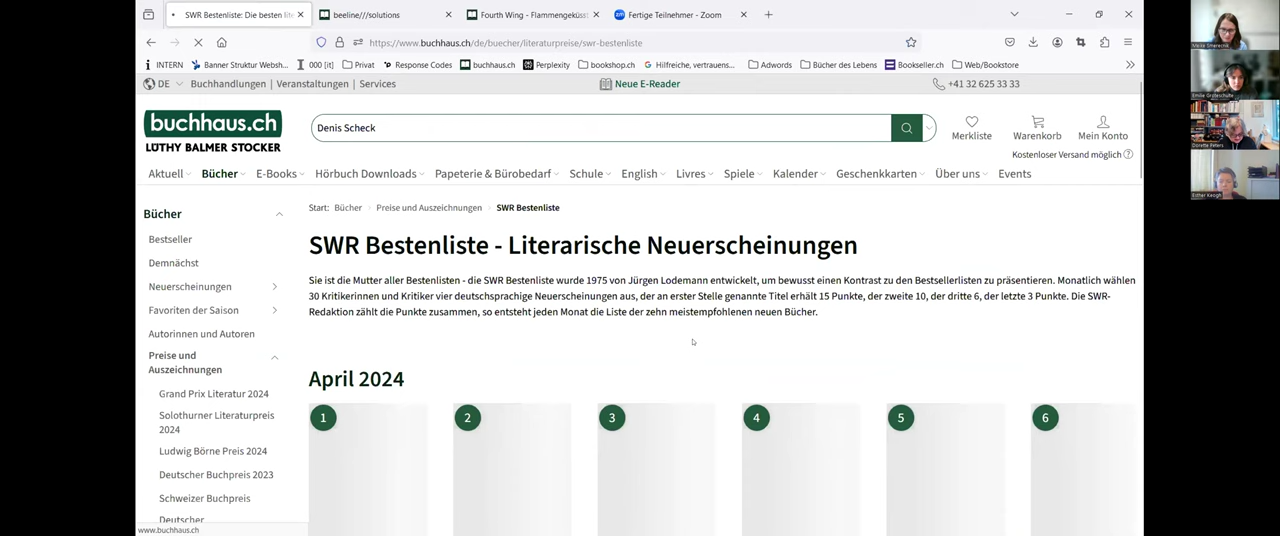 SWR Bestenliste: Die besten lite
beeline///solutions
Fourth Wing - Flammengeküsst
Fertige Teilnehmer - Zoom
https://www.buchhaus.ch/de/buecher/literaturpreise/swr-bestenliste
INTERN
Banner Struktur Websh...
000 [it]
Privat
Response Codes
buchhaus.ch
Perplexity
bookshop.ch
Hilfreiche, vertrauens...
Adwords
Bücher des Lebens
Bookseller.ch
Web/Bookstore
DE
Buchhandlungen | Veranstaltungen | Services
Neue E-Reader
+41 32 625 33 33
buchhaus.ch
LÜTHY BALMER STOCKER
Denis Scheck
Merkliste
Warenkorb
Mein Konto
Kostenloser Versand möglich
Aktuell
Bücher
E-Books
Hörbuch Downloads
Papeterie & Bürobedarf
Schule
English
Livres
Spiele
Kalender
Geschenkkarten
Über uns
Events
Bücher
Bestseller
Demnächst
Neuerscheinungen
Favoriten der Saison
Autorinnen und Autoren
Preise und
Auszeichnungen
Grand Prix Literatur 2024
Solothurner Literaturpreis
2024
Ludwig Börne Preis 2024
Deutscher Buchpreis 2023
Schweizer Buchpreis
Deutscher
www.buchhaus.ch
Start: Bücher › Preise und Auszeichnungen › SWR Bestenliste
SWR Bestenliste - Literarische Neuerscheinungen
Sie ist die Mutter aller Bestenlisten - die SWR Bestenliste wurde 1975 von Jürgen Lodemann entwickelt, um bewusst einen Kontrast zu den Bestsellerlisten zu präsentieren. Monatlich wählen
30 Kritikerinnen und Kritiker vier deutschsprachige Neuerscheinungen aus, der an erster Stelle genannte Titel erhält 15 Punkte, der zweite 10, der dritte 6, der letzte 3 Punkte. Die SWR-
Redaktion zählt die Punkte zusammen, so entsteht jeden Monat die Liste der zehn meistempfohlenen neuen Bücher.
April 2024
1
2
3
4
5
6
Dorette Peters
Esther Keogh